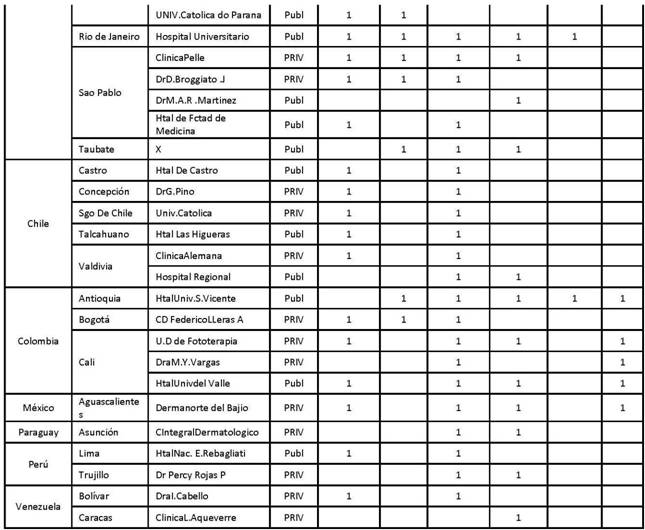 UNIV.Catolica do Parana Publ 1 1
Rio de Janeiro Hospital Universitario Publ 1 1 1 1 1
Sao Pablo ClinicaPelle PRIV 1 1 1 1
DrD.Broggiato .J PRIV 1 1 1
DrM.A.R .Martinez Publ 1
Htal de Fctad de
Medicina Publ 1 1
Taubate X Publ 1 1 1
Chile Castro Htal De Castro Publ 1 1
Concepción DrG.Pino PRIV 1 1
Sgo De Chile Univ.Catolica PRIV 1 1
Talcahuano Htal Las Higueras Publ 1 1
Valdivia ClinicaAlemana PRIV 1 1
Hospital Regional Publ 1 1
Colombia Antioquia HtalUniv.S.Vicente Publ 1 1 1 1 1
Bogotá CD FedericoLLeras A PRIV 1 1 1
Cali U.D de Fototerapia PRIV 1 1 1 1
DraM.Y.Vargas PRIV 1 1
HtalUnivdel Valle Publ 1 1 1 1 1
México Aguascaliente
s Dermanorte del Bajio PRIV 1 1 1 1
Paraguay Asunción CIntegralDermatologico PRIV 1 1
Perú Lima HtalNac. E.Rebagliati Publ 1 1
Trujillo Dr Percy Rojas P PRIV 1 1
Venezuela Bolívar DraI.Cabello PRIV 1 1
Caracas ClinicaL.Aqueverre PRIV 1